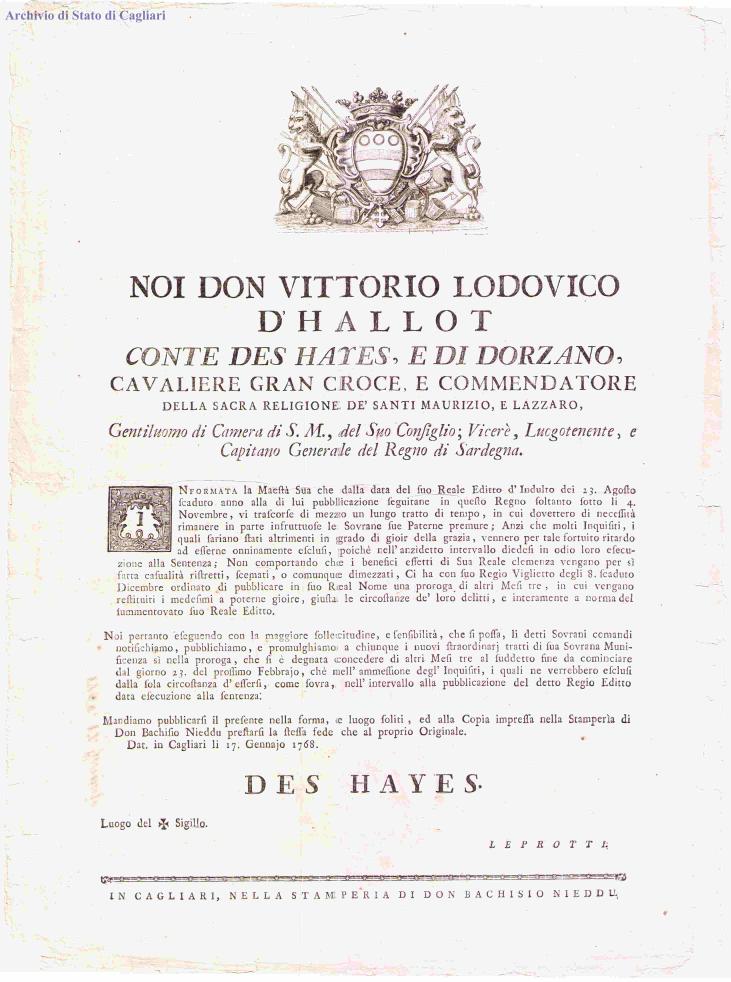 Archivio di Stato di Cagliari
NOI DON VITTORIO LODOVICO
D'HALLOT
CONTE DES HAYES, E DI DORZANO,
CAVALIERE GRAN CROCE, E COMMENDATORE
DELLA SACRA RELIGIONE DE' SANTI MAURIZIO, E LAZZARO,
Gentiluomo di Camera di S. M., del Suo Conſiglio; Vicerè, Luogotenente, e
Capitano Generale del Regno di Sardegna.
INFORMATA la Maeſtà Sua che dalla data del ſuo Reale Editto d'Indulto dei 23. Agoſto
ſcaduto anno alla di lui pubblicazione ſeguitane in queſto Regno ſoltanto ſotto li 4.
Novembre, vi traſcorſe di mezzo un lungo tratto di tempo, in cui dovettero di neceſſità
rimanere in parte infruttuoſe le Sovrane ſue Paterne premure; Anzi che molti Inquiſiti, i
quali ſariano ſtati altrimenti in grado di gioir della grazia, vennero per tale fortuito ritardo
ad eſſerne onninamente eſcluſi, poichè nell'anzidetto intervallo diedeſi in odio loro eſecu-
zione alla Sentenza; Non comportando che i benefici effetti di Sua Reale clemenza vengano per sì
fatta caſualità riſtretti, ſcemati, o comunque dimezzati, Ci ha con ſuo Regio Viglietto degli 8. ſcaduto
Dicembre ordinato di pubblicare in ſuo Real Nome una proroga di altri Meſi tre, in cui vengano
reſtituiti i medeſimi a poterne gioire, giuſta le circoſtanze de' loro delitti, e interamente a norma del
ſummentovato ſuo Reale Editto.
Noi pertanto eſeguendo con la maggiore ſollecitudine, e ſenſibilità, che ſi poſſa, li detti Sovrani comandi
notifichiamo, pubblichiamo, e promulghiamo a chiunque i nuovi ſtraordinarj tratti di ſua Sovrana Muni-
ficenza sì nella proroga, che ſi è degnata concedere di altri Meſi tre al ſuddetto fine da cominciare
dal giorno 23. del proſſimo Febbrajo, chè nell'ammeſſione degl'Inquiſiti, i quali ne verrebbero eſcluſi
dalla ſola circoſtanza d'eſſerſi, come ſovra, nell'intervallo alla pubblicazione del detto Regio Editto
data eſecuzione alla ſentenza.
Mandiamo pubblicarſi il preſente nella forma, e luogo ſoliti, ed alla Copia impreſſa nella Stamperìa di
Don Bachiſio Nieddu preſtarſi la ſteſſa fede che al proprio Originale.
Dat. in Cagliari li 17. Gennajo 1768.
DES HAYES.
Luogo del ✠ Sigillo.
LEPROTTI.
IN CAGLIARI, NELLA STAMPERIA DI DON BACHISIO NIEDDU.